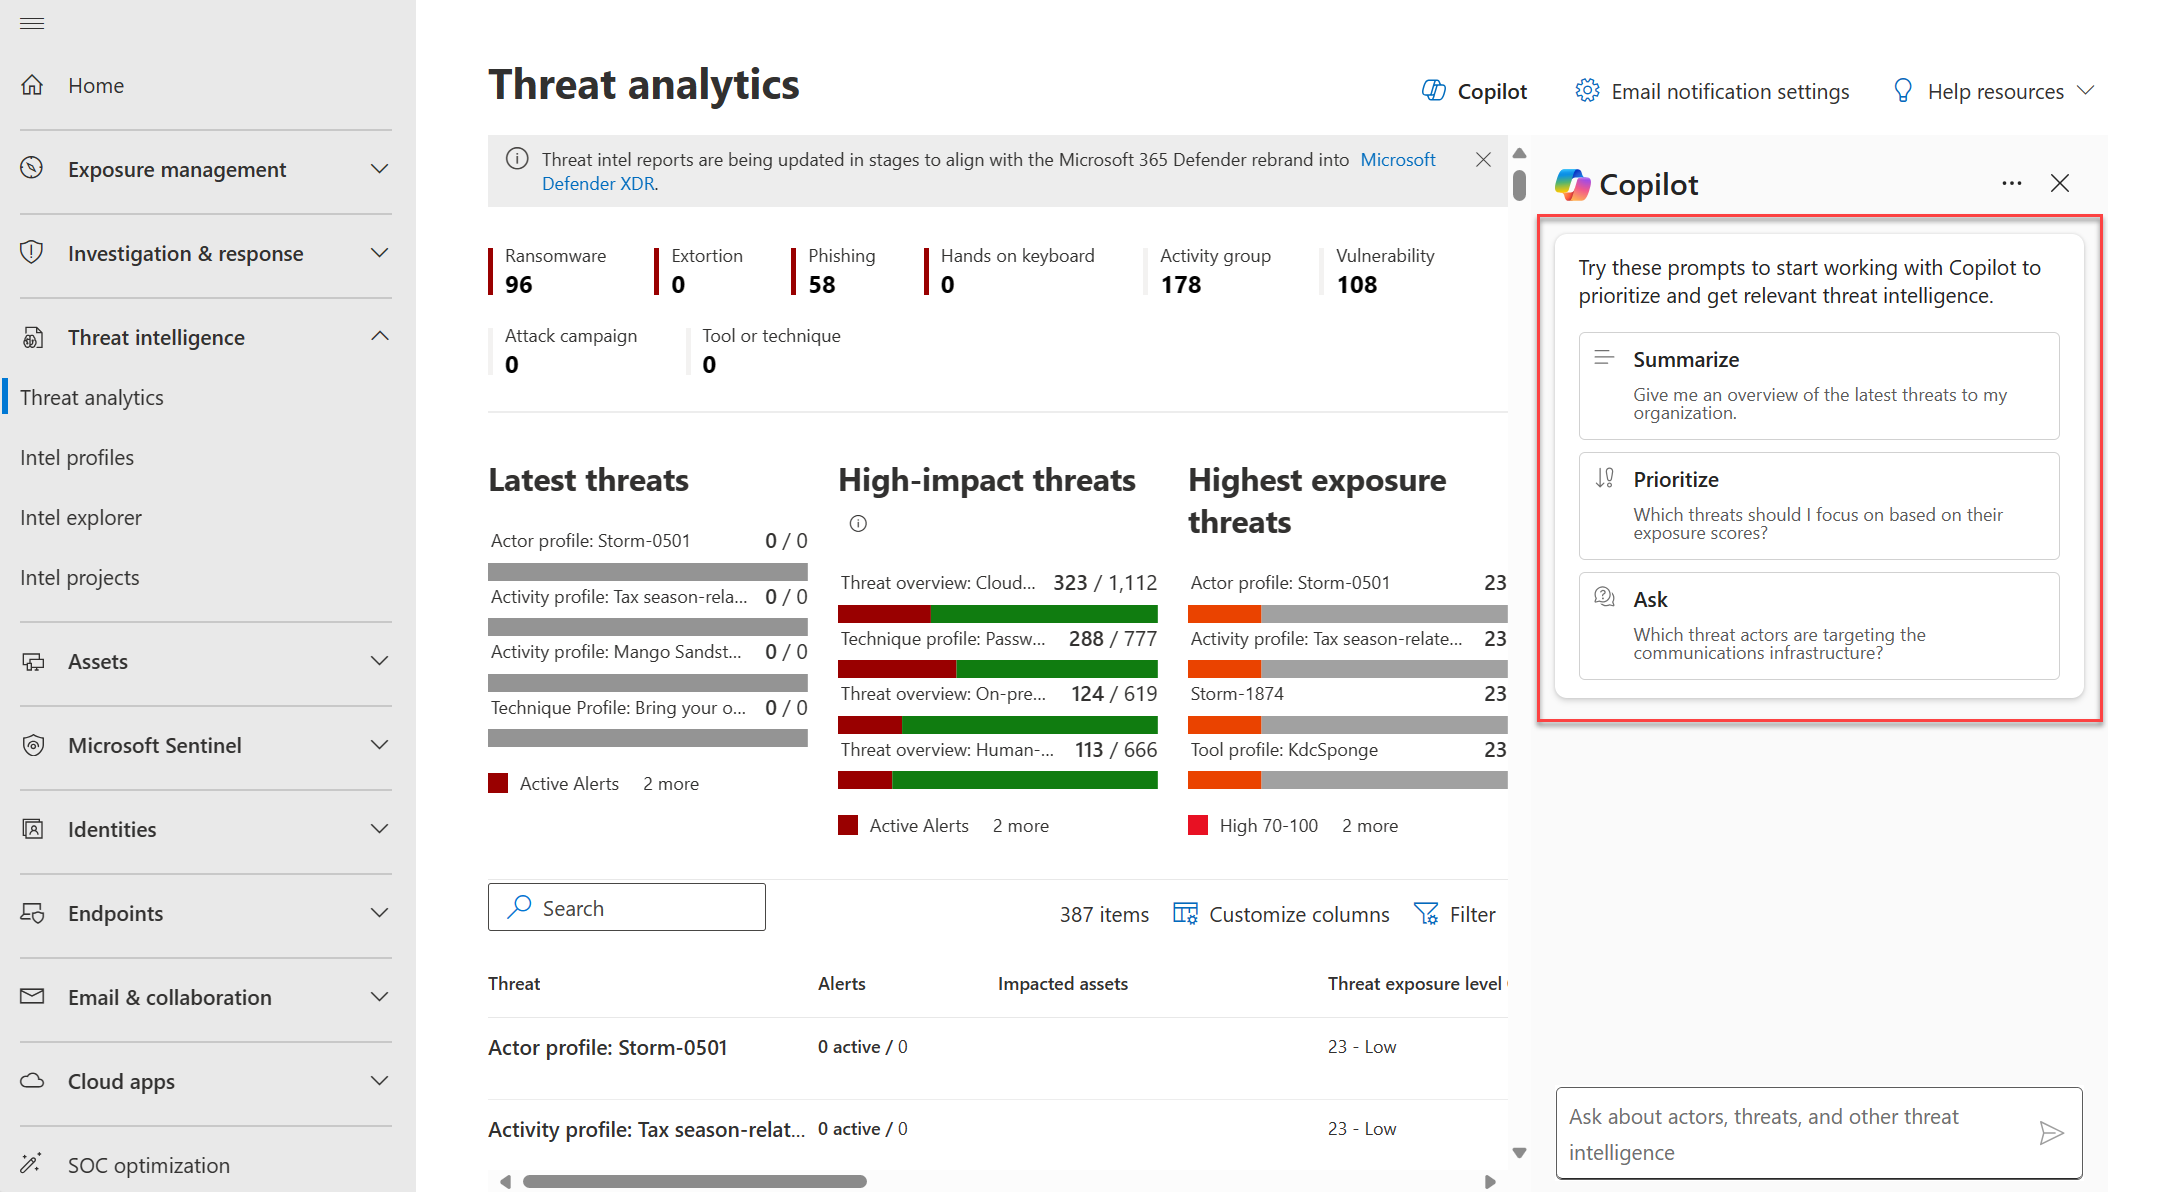 Home
Exposure management
Investigation & response
Threat intelligence
Threat analytics
Intel profiles
Intel explorer
Intel projects
Assets
Microsoft Sentinel
Identities
Endpoints
Email & collaboration
Cloud apps
SOC optimization
Threat analytics
Copilot
Email notification settings
Help resources
Threat intel reports are being updated in stages to align with the Microsoft 365 Defender rebrand into Microsoft
Defender XDR.
Ransomware
96
Extortion
0
Phishing
58
Hands on keyboard
0
Activity group
178
Vulnerability
108
Attack campaign
0
Tool or technique
0
Latest threats
Actor profile: Storm-0501 0 / 0
Activity profile: Tax season-rela... 0 / 0
Activity profile: Mango Sandst... 0 / 0
Technique Profile: Bring your o... 0 / 0
Active Alerts 2 more
High-impact threats
Threat overview: Cloud... 323 / 1,112
Technique profile: Passw... 288 / 777
Threat overview: On-pre... 124 / 619
Threat overview: Human-... 113 / 666
Active Alerts 2 more
Highest exposure
threats
Actor profile: Storm-0501 23
Activity profile: Tax season-relate... 23
Storm-1874 23
Tool profile: KdcSponge 23
High 70-100 2 more
Search
387 items
Customize columns
Filter
Threat Alerts Impacted assets Threat exposure level
Actor profile: Storm-0501 0 active / 0 23 - Low
Activity profile: Tax season-relat... 0 active / 0 23 - Low
Copilot
Try these prompts to start working with Copilot to
prioritize and get relevant threat intelligence.
Summarize
Give me an overview of the latest threats to my
organization.
Prioritize
Which threats should I focus on based on their
exposure scores?
Ask
Which threat actors are targeting the
communications infrastructure?
Ask about actors, threats, and other threat
intelligence